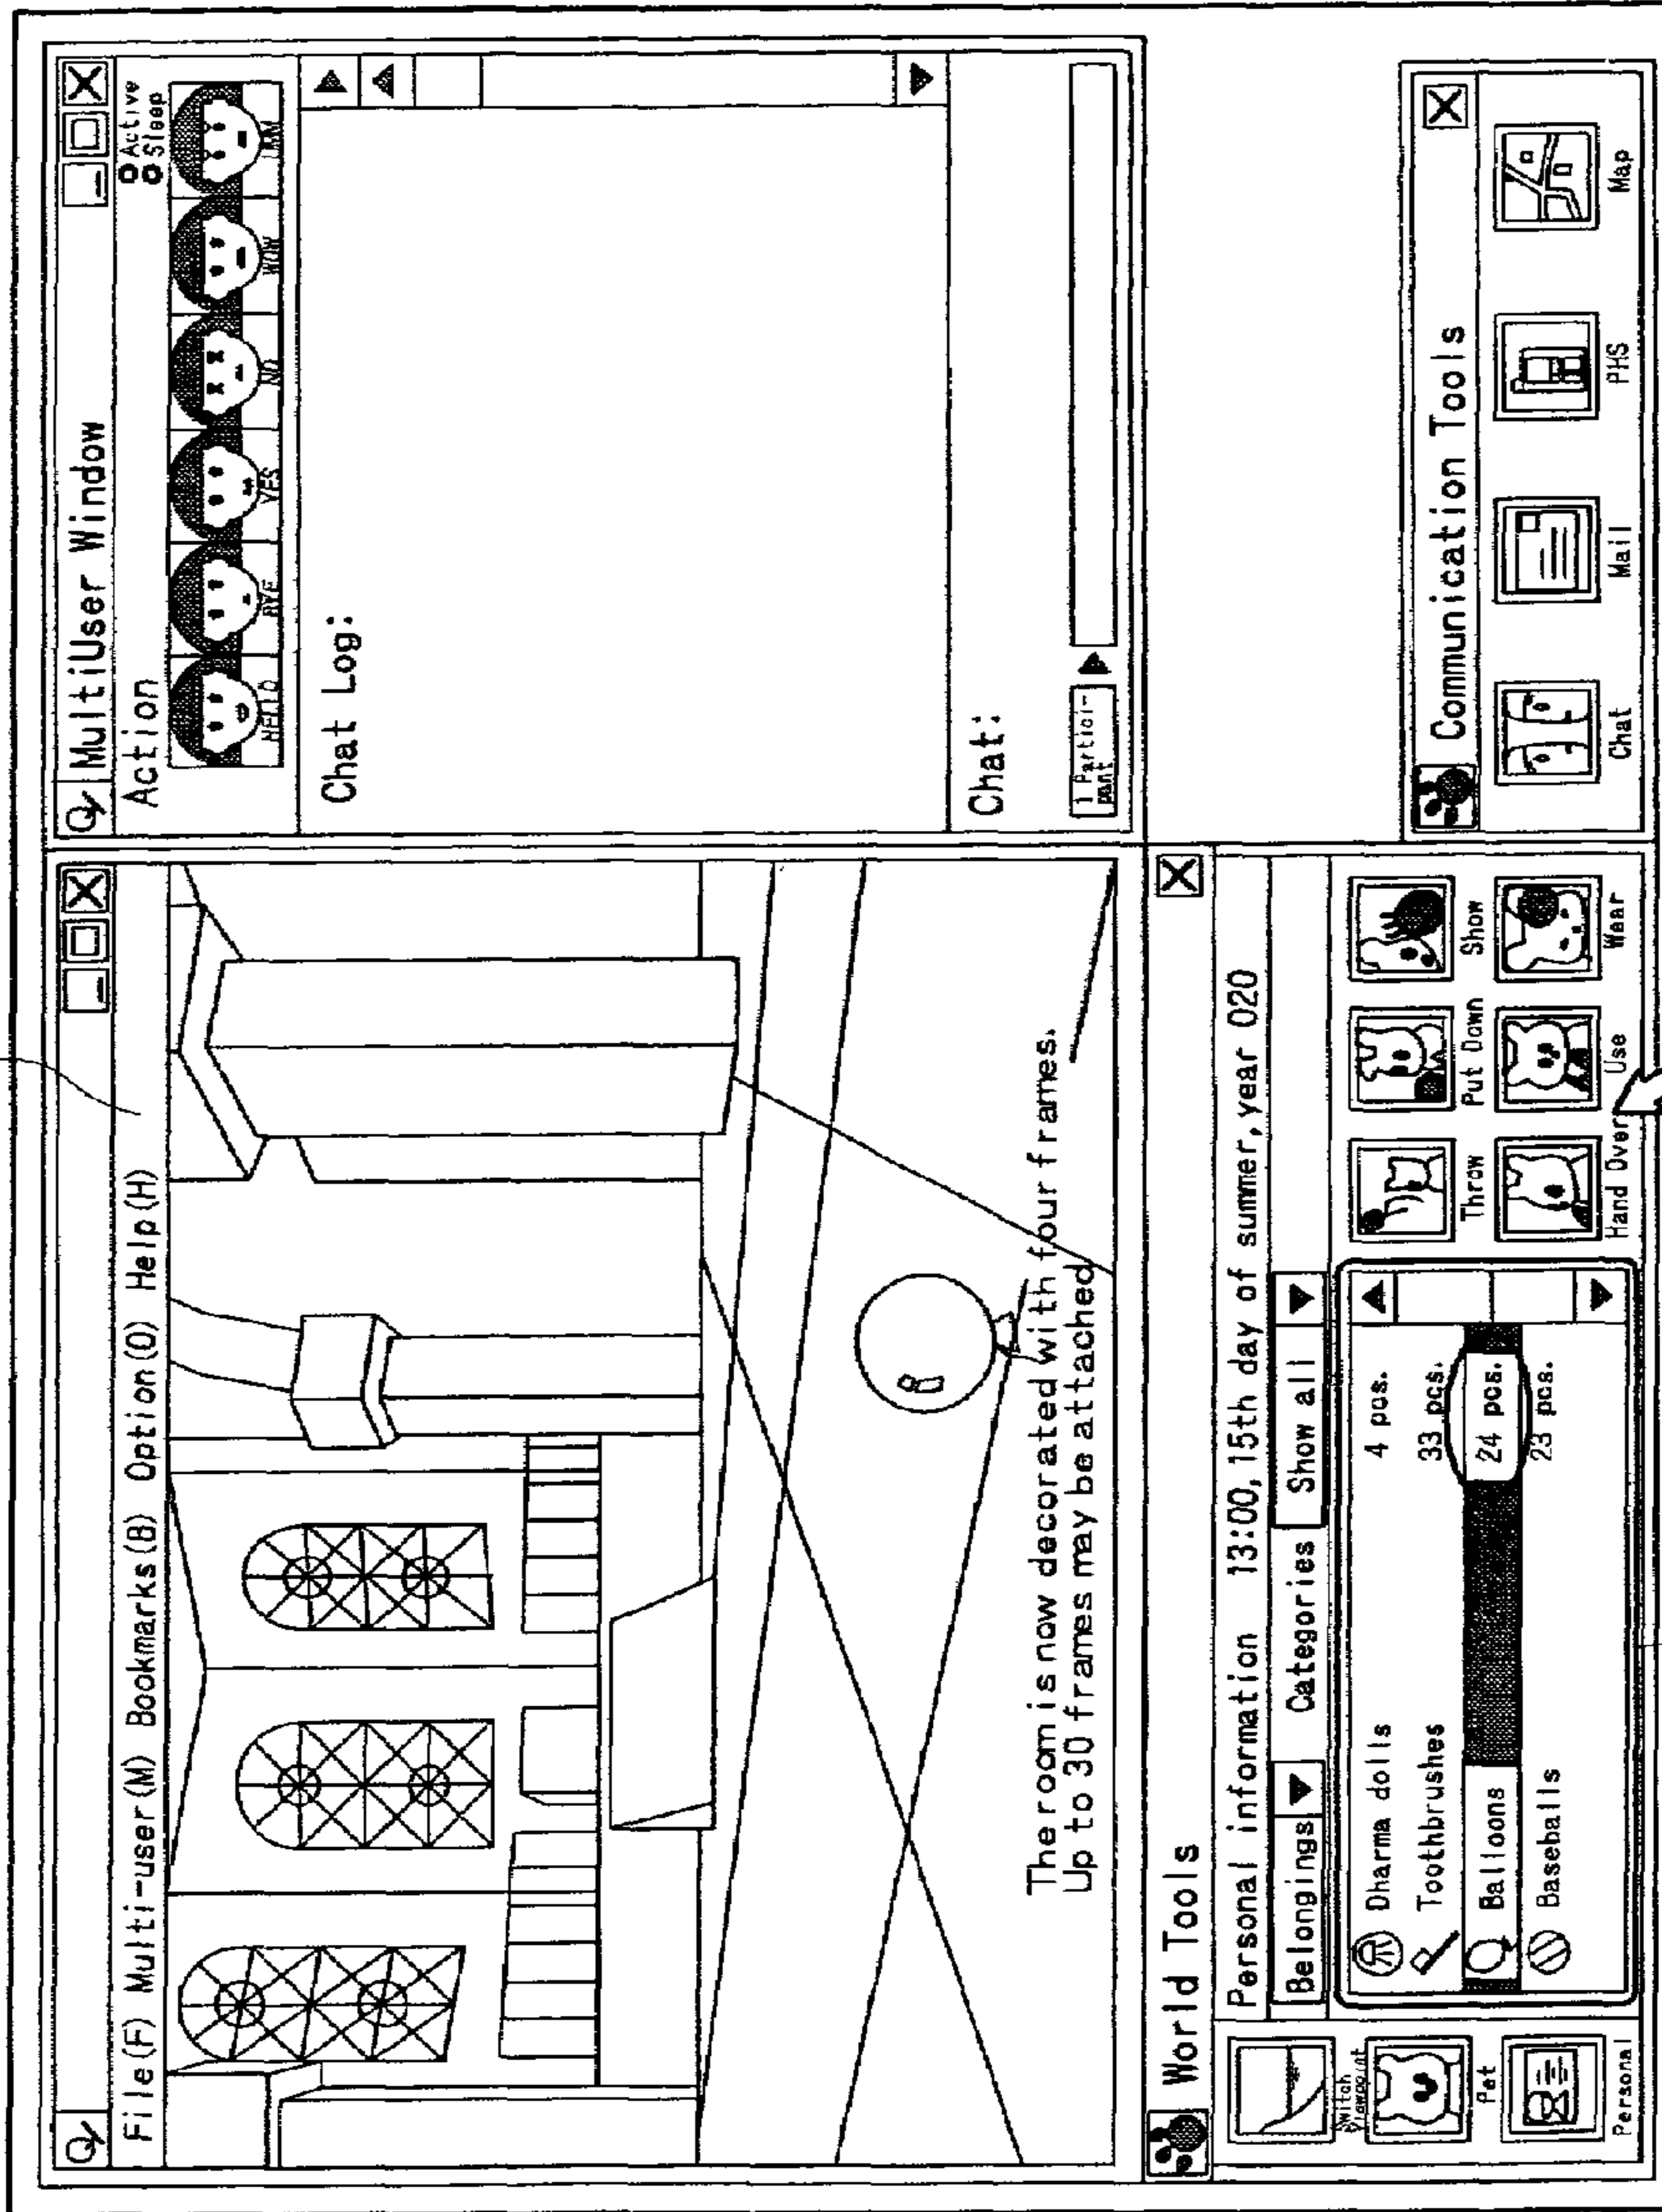 File(F) Multi-user(M) Bookmarks(B) Option(O) Help(H)
The room is now decorated with four frames.
Up to 30 frames may be attached
MultiUser Window
Action
Active
Sleep
HELLO
BYE
YES
NO
WOW
Chat Log:
Chat:
1 Partici-
pant
World Tools
Personal information 13:00, 15th day of summer, year 020
Belongings
Categories
Show all
Switch
Viewpoint
Pet
Personal
Dharma dolls 4 pcs.
Toothbrushes 33 pcs.
Balloons 24 pcs.
Baseballs 23 pcs.
Throw
Put Down
Show
Hand Over
Use
Wear
Communication Tools
Chat
Mail
PHS
Map